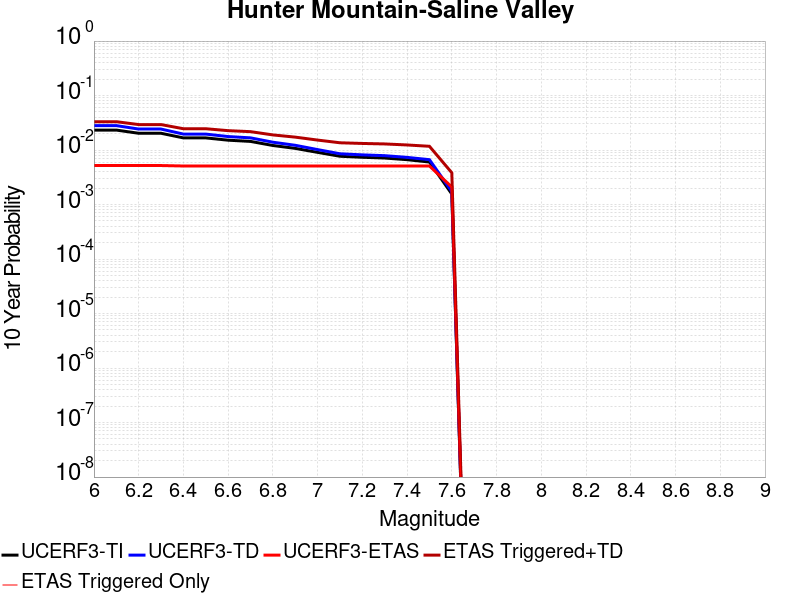 Hunter Mountain-Saline Valley
10^0
10^-1
10^-2
10^-3
10^-4
10^-5
10^-6
10^-7
10^-8
10 Year Probability
6 6.2 6.4 6.6 6.8 7 7.2 7.4 7.6 7.8 8 8.2 8.4 8.6 8.8 9
Magnitude
UCERF3-TI UCERF3-TD UCERF3-ETAS ETAS Triggered+TD
ETAS Triggered Only